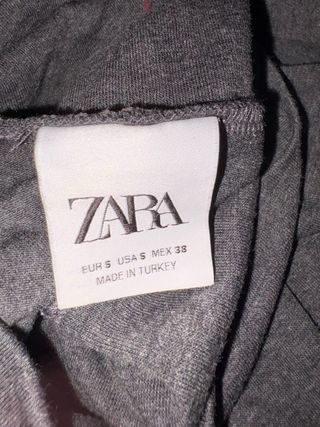 ZARA
EUR S USA S MEX 38
MADE IN TURKEY